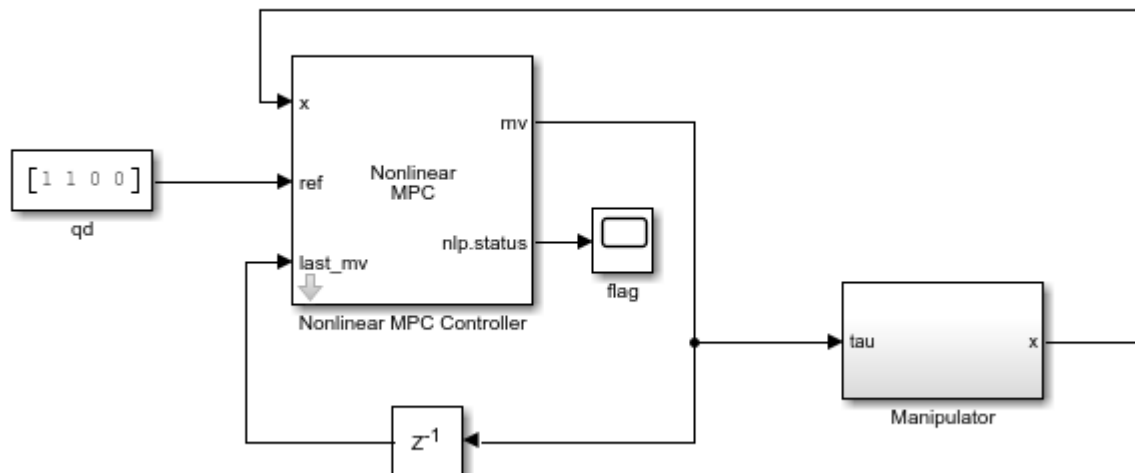 x
mv
[1 1 0 0]
qd
ref
Nonlinear
MPC
nlp.status
last_mv
flag
Nonlinear MPC Controller
tau
x
Manipulator
Z-1